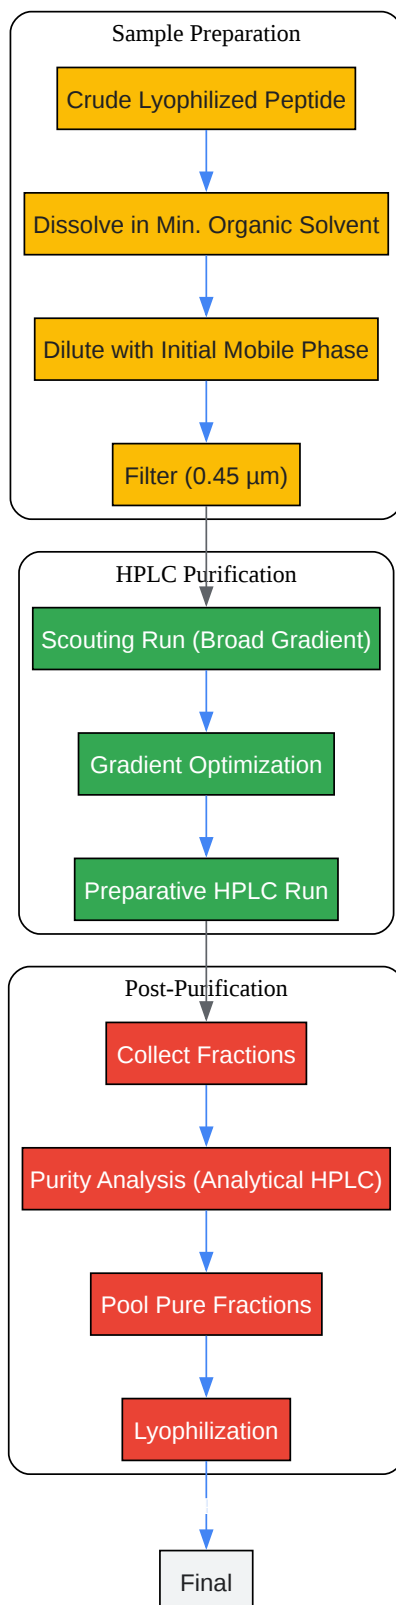 Sample Preparation
Crude Lyophilized Peptide
Dissolve in Min. Organic Solvent
Dilute with Initial Mobile Phase
Filter (0.45 µm)
HPLC Purification
Scouting Run (Broad Gradient)
Gradient Optimization
Preparative HPLC Run
Post-Purification
Collect Fractions
Purity Analysis (Analytical HPLC)
Pool Pure Fractions
Lyophilization
Final